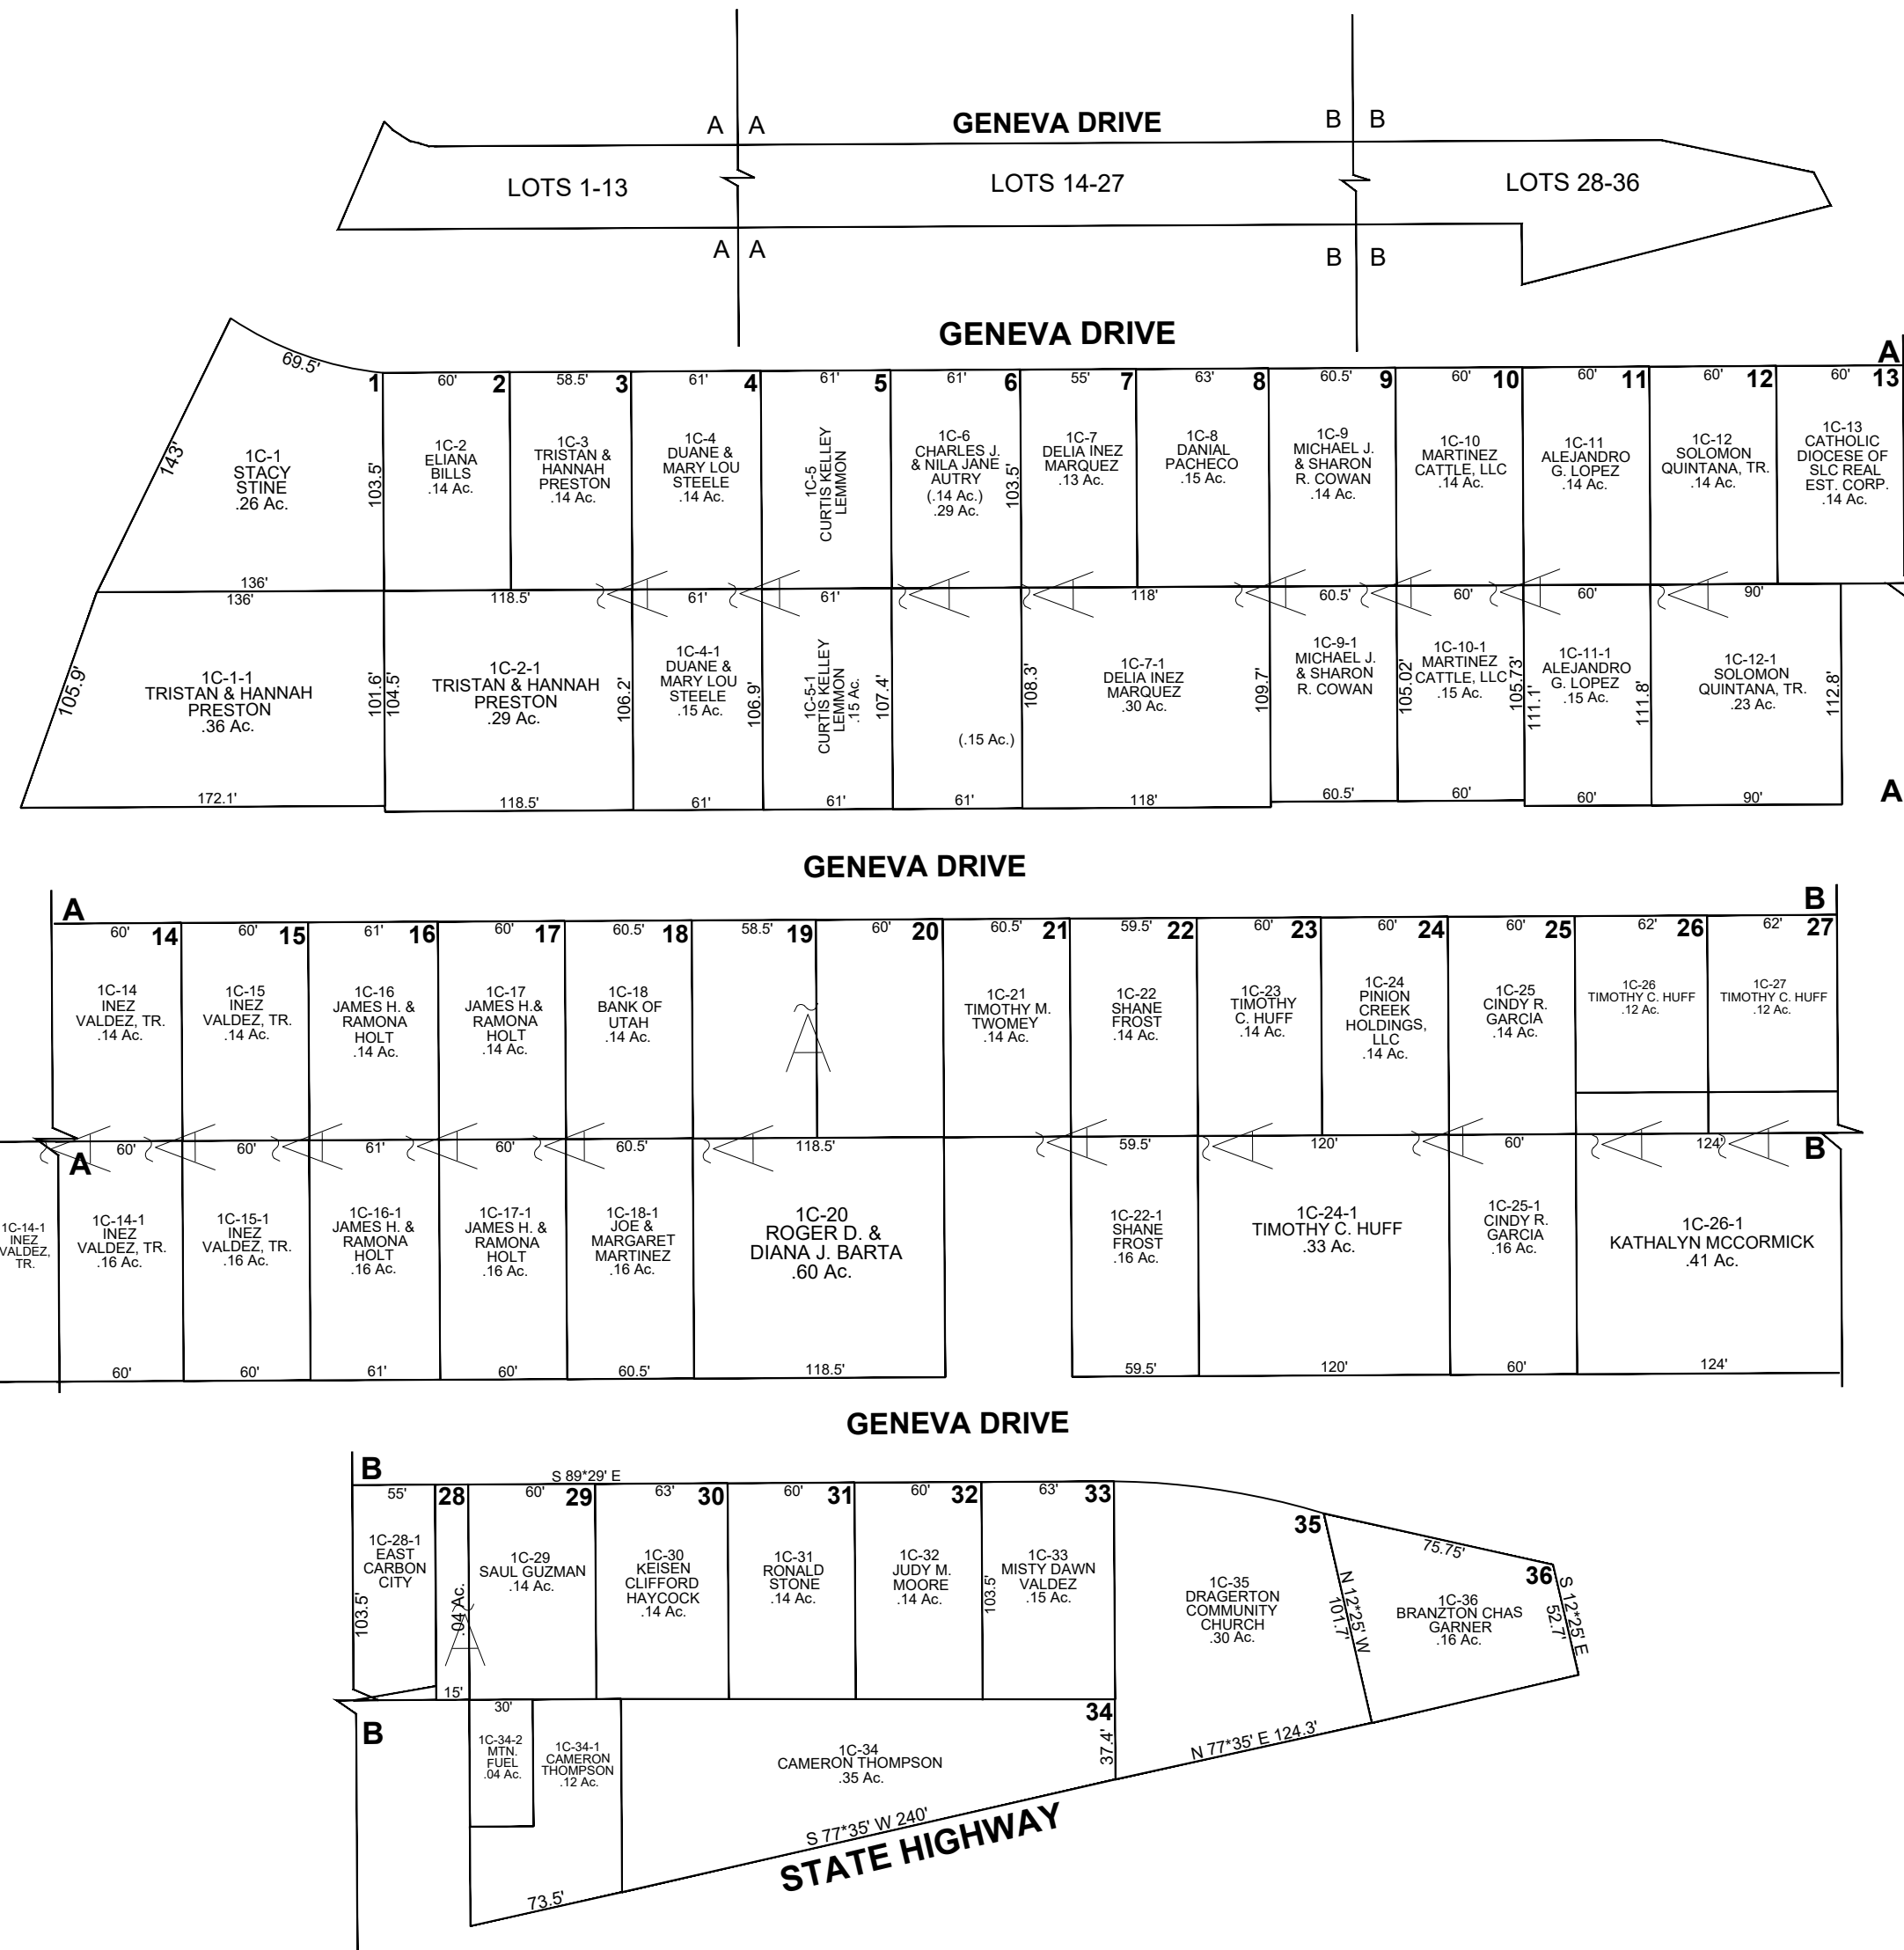 GENEVA DRIVE
A A
B B
LOTS 1-13
LOTS 14-27
LOTS 28-36
A A
B B
GENEVA DRIVE
A
69.5'
1
60'
2
58.5'
3
61'
4
61'
5
61'
6
55'
7
63'
8
60.5'
9
60'
10
60'
11
60'
12
60'
13
143'
1C-1
STACY
STINE
.26 Ac.
103.5'
1C-2
ELIANA
BILLS
.14 Ac.
1C-3
TRISTAN &
HANNAH
PRESTON
.14 Ac.
1C-4
DUANE &
MARY LOU
STEELE
.14 Ac.
1C-5
CURTIS KELLEY
LEMMON
1C-6
CHARLES J.
& NILA JANE
AUTRY
(.14 Ac.)
.29 Ac.
103.5'
1C-7
DELIA INEZ
MARQUEZ
.13 Ac.
1C-8
DANIAL
PACHECO
.15 Ac.
1C-9
MICHAEL J.
& SHARON
R. COWAN
.14 Ac.
1C-10
MARTINEZ
CATTLE, LLC
.14 Ac.
1C-11
ALEJANDRO
G. LOPEZ
.14 Ac.
1C-12
SOLOMON
QUINTANA, TR.
.14 Ac.
1C-13
CATHOLIC
DIOCESE OF
SLC REAL
EST. CORP.
.14 Ac.
136'
136'
118.5'
61'
61'
118'
60.5'
60'
60'
90'
105.9'
1C-1-1
TRISTAN & HANNAH
PRESTON
.36 Ac.
101.6'
104.5'
1C-2-1
TRISTAN & HANNAH
PRESTON
.29 Ac.
106.2'
1C-4-1
DUANE &
MARY LOU
STEELE
.15 Ac.
106.9'
1C-5-1
CURTIS KELLEY
LEMMON
.15 Ac.
107.4'
(.15 Ac.)
108.3'
1C-7-1
DELIA INEZ
MARQUEZ
.30 Ac.
109.7'
1C-9-1
MICHAEL J.
& SHARON
R. COWAN
105.02'
1C-10-1
MARTINEZ
CATTLE, LLC
.15 Ac.
105.73'
111.1'
1C-11-1
ALEJANDRO
G. LOPEZ
.15 Ac.
111.8'
1C-12-1
SOLOMON
QUINTANA, TR.
.23 Ac.
112.8'
172.1'
118.5'
61'
61'
61'
118'
60.5'
60'
60'
90'
A
GENEVA DRIVE
A
B
60'
14
60'
15
61'
16
60'
17
60.5'
18
58.5'
19
60'
20
60.5'
21
59.5'
22
60'
23
60'
24
60'
25
62'
26
62'
27
1C-14
INEZ
VALDEZ, TR.
.14 Ac.
1C-15
INEZ
VALDEZ, TR.
.14 Ac.
1C-16
JAMES H. &
RAMONA
HOLT
.14 Ac.
1C-17
JAMES H.&
RAMONA
HOLT
.14 Ac.
1C-18
BANK OF
UTAH
.14 Ac.
1C-21
TIMOTHY M.
TWOMEY
.14 Ac.
1C-22
SHANE
FROST
.14 Ac.
1C-23
TIMOTHY
C. HUFF
.14 Ac.
1C-24
PINION
CREEK
HOLDINGS,
LLC
.14 Ac.
1C-25
CINDY R.
GARCIA
.14 Ac.
1C-26
TIMOTHY C. HUFF
.12 Ac.
1C-27
TIMOTHY C. HUFF
.12 Ac.
A
60'
60'
61'
60'
60.5'
118.5'
59.5'
120'
60'
124'
B
1C-14-1
INEZ
VALDEZ,
TR.
1C-14-1
INEZ
VALDEZ, TR.
.16 Ac.
1C-15-1
INEZ
VALDEZ, TR.
.16 Ac.
1C-16-1
JAMES H. &
RAMONA
HOLT
.16 Ac.
1C-17-1
JAMES H. &
RAMONA
HOLT
.16 Ac.
1C-18-1
JOE &
MARGARET
MARTINEZ
.16 Ac.
1C-20
ROGER D. &
DIANA J. BARTA
.60 Ac.
1C-22-1
SHANE
FROST
.16 Ac.
1C-24-1
TIMOTHY C. HUFF
.33 Ac.
1C-25-1
CINDY R.
GARCIA
.16 Ac.
1C-26-1
KATHALYN MCCORMICK
.41 Ac.
60'
60'
61'
60'
60.5'
118.5'
59.5'
120'
60'
124'
GENEVA DRIVE
B
S 89*29' E
55'
28
60'
29
63'
30
60'
31
60'
32
63'
33
35
75.75'
36
1C-28-1
EAST
CARBON
CITY
103.5'
.04 Ac.
15'
1C-29
SAUL GUZMAN
.14 Ac.
1C-30
KEISEN
CLIFFORD
HAYCOCK
.14 Ac.
1C-31
RONALD
STONE
.14 Ac.
1C-32
JUDY M.
MOORE
.14 Ac.
103.5'
1C-33
MISTY DAWN
VALDEZ
.15 Ac.
1C-35
DRAGERTON
COMMUNITY
CHURCH
.30 Ac.
N 12*25' W
101.7'
1C-36
BRANZTON CHAS
GARNER
.16 Ac.
S 12*25' E
52.7'
B
30'
1C-34-2
MTN.
FUEL
.04 Ac.
1C-34-1
CAMERON
THOMPSON
.12 Ac.
1C-34
CAMERON THOMPSON
.35 Ac.
34
37.4'
N 77*35' E 124.3'
S 77*35' W 240'
73.5'
STATE HIGHWAY